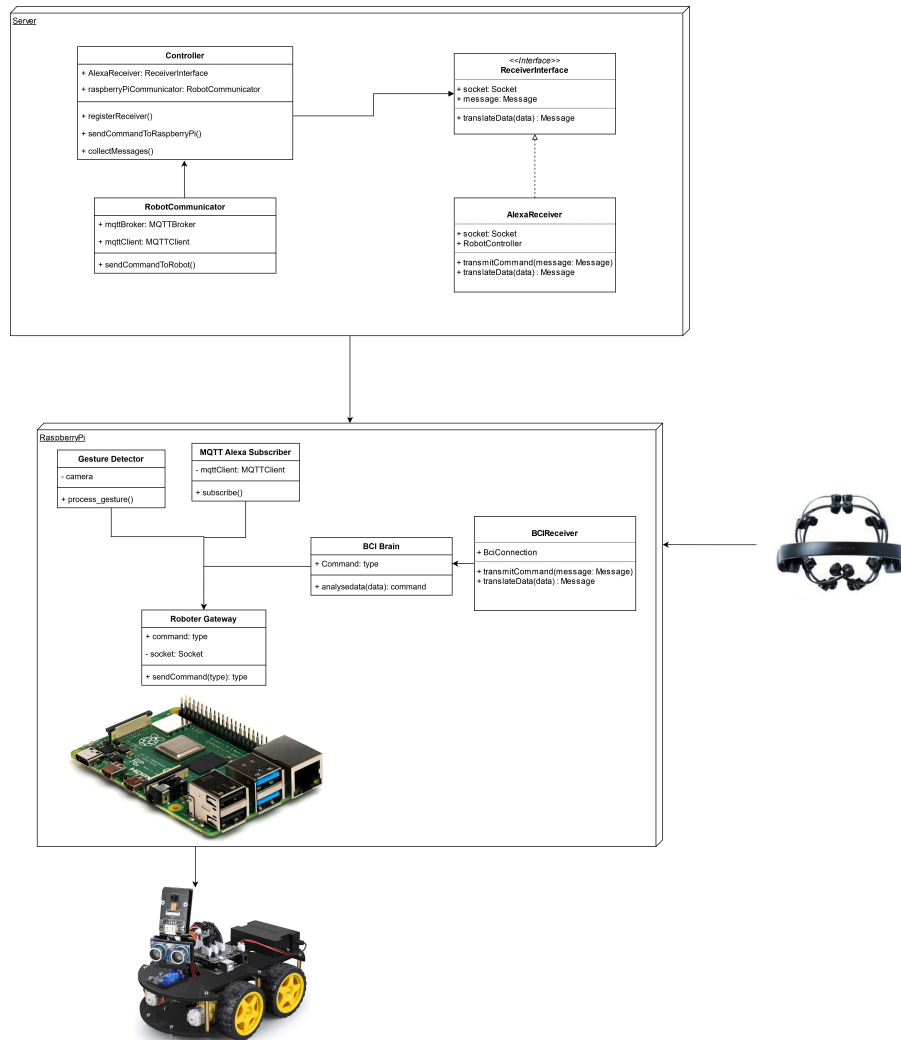 Server
Controller
+ AlexaReceiver: ReceiverInterface
+ raspberryPiCommunicator: RobotCommunicator
+ registerReceiver()
+ sendCommandToRaspberryPi()
+ collectMessages()
<<Interface>>
ReceiverInterface
+ socket: Socket
+ message: Message
+ translateData(data) : Message
RobotCommunicator
+ mqttBroker: MQTTBroker
+ mqttClient: MQTTClient
+ sendCommandToRobot()
AlexaReceiver
+ socket: Socket
+ RobotController
+ transmitCommand(message: Message)
+ translateData(data) : Message
RaspberryPi
Gesture Detector
- camera
+ process_gesture()
MQTT Alexa Subscriber
- mqttClient: MQTTClient
+ subscribe()
BCI Brain
+ Command: type
+ analysedata(data): command
BCIReceiver
+ BciConnection
+ transmitCommand(message: Message)
+ translateData(data) : Message
Roboter Gateway
+ command: type
- socket: Socket
+ sendCommand(type): type